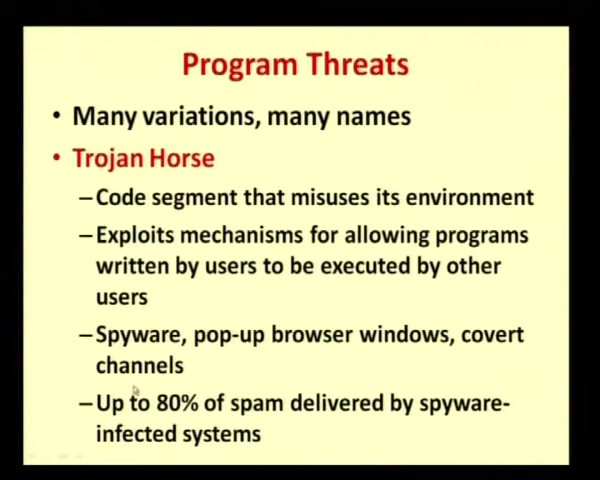 Program Threats
• Many variations, many names
• Trojan Horse
–Code segment that misuses its environment
–Exploits mechanisms for allowing programs
written by users to be executed by other
users
–Spyware, pop-up browser windows, covert
channels
–Up to 80% of spam delivered by spyware-
infected systems